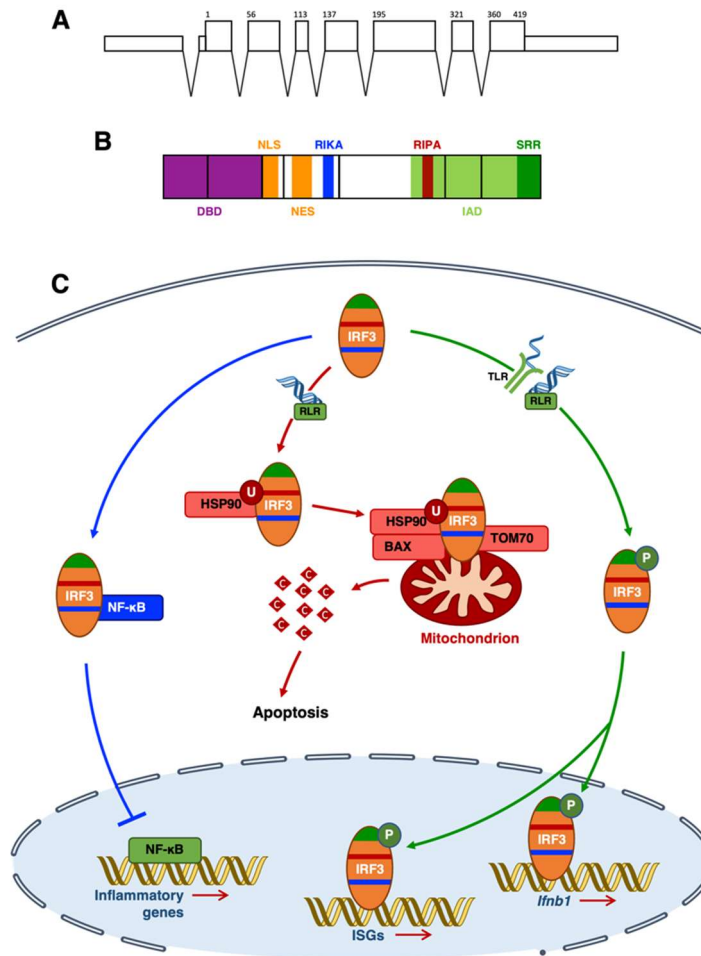 A
1 56 113 137 195 321 360 419
B
NLS RIKA RIPA SRR
DBD NES IAD
C
IRF3
TLR
RLR
RLR
HSP90 U IRF3
HSP90 U IRF3
BAX TOM70
P
IRF3
IRF3
NF-κB
C C C C C C C C C
Mitochondrion
Apoptosis
P
IRF3
P
IRF3
NF-κB
Inflammatory
genes
Ifnb1
ISGs